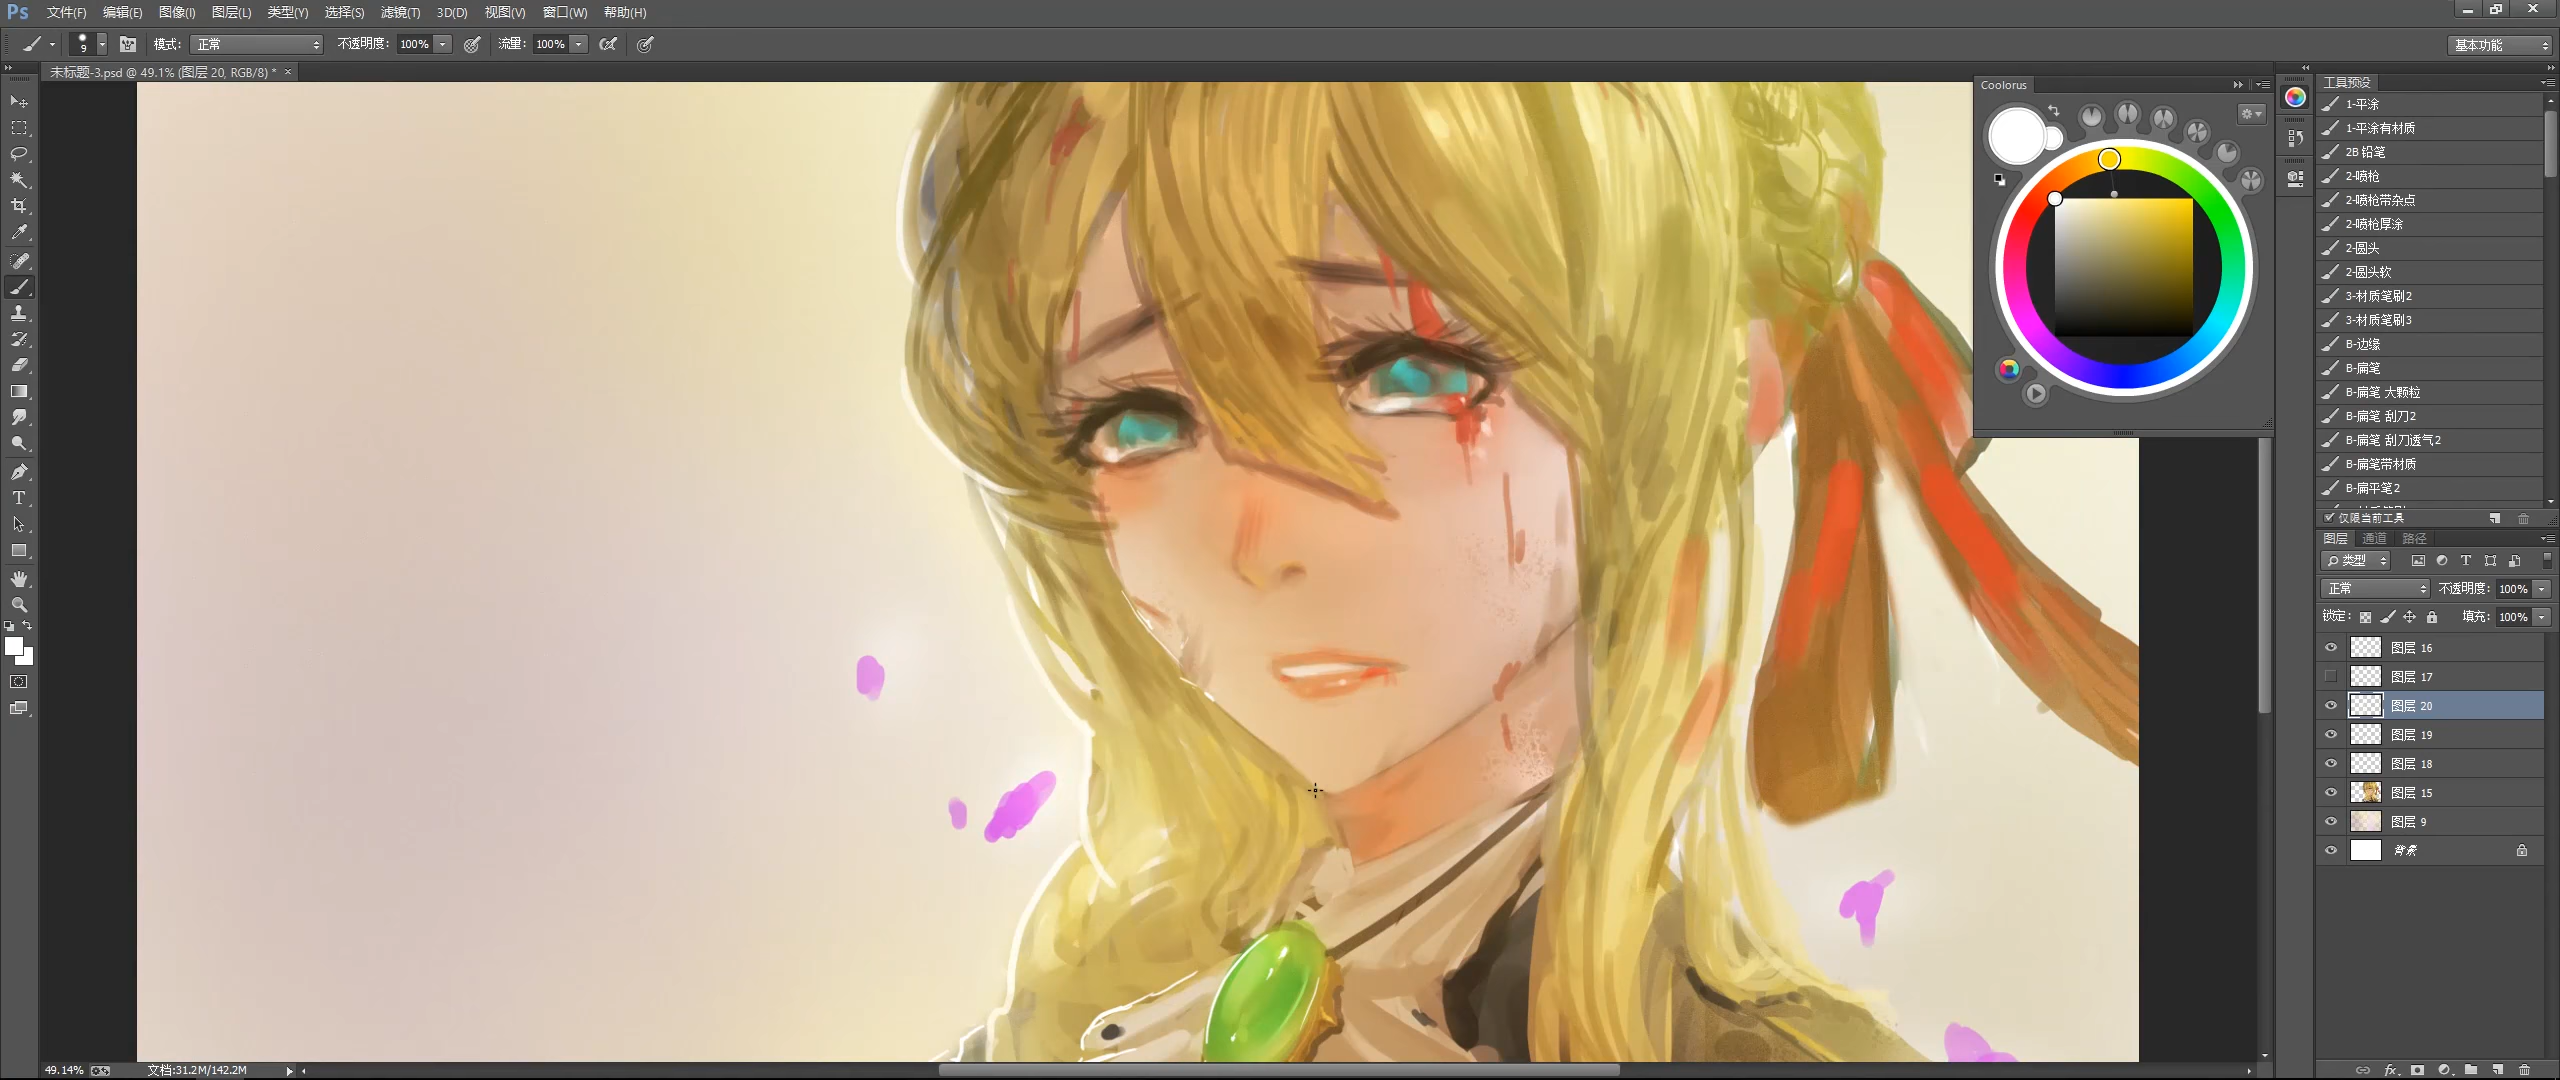 Ps 文件(F) 编辑(E) 图像(I) 图层(L) 类型(Y) 选择(S) 滤镜(T) 3D(D) 视图(V) 窗口(W) 帮助(H)
9 模式: 正常 不透明度: 100% 流量: 100% 基本功能
未标题-3.psd @ 49.1% (图层 20, RGB/8) * ×
Coolorus
工具预设
1-平涂
1-平涂有材质
2B 铅笔
2-喷枪
2-喷枪带杂点
2-喷枪厚涂
2-圆头
2-圆头软
3-材质笔刷2
3-材质笔刷3
B-边缘
B-扁笔
B-扁笔 大颗粒
B-扁笔 刮刀2
B-扁笔 刮刀透气2
B-扁笔带材质
B-扁平笔2
仅限当前工具
图层 通道 路径
类型
正常 不透明度: 100%
锁定: 填充: 100%
图层 16
图层 17
图层 20
图层 19
图层 18
图层 15
图层 9
背景
49.14% 文档:31.2M/142.2M